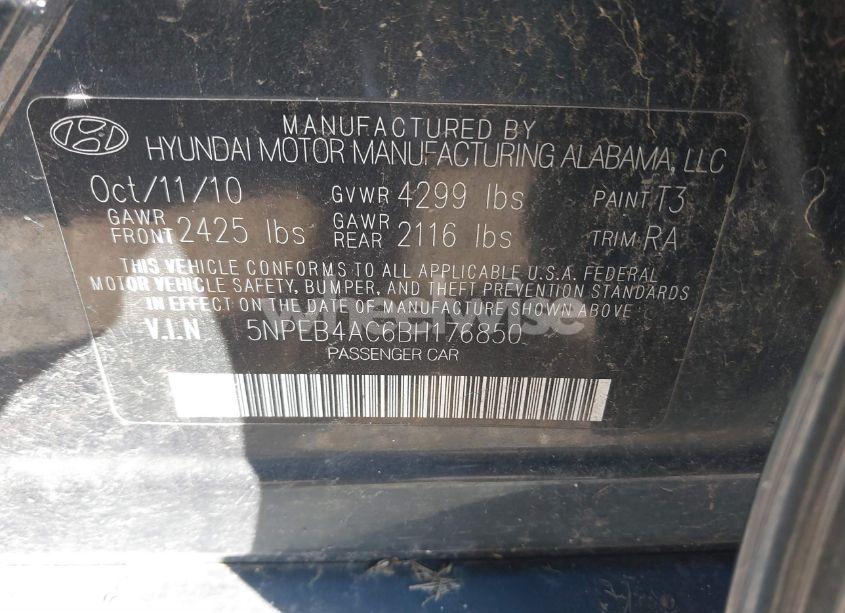 MANUFACTURED BY
HYUNDAI MOTOR MANUFACTURING ALABAMA, LLC
Oct/11/10 GVWR 4299 lbs PAINT T3
GAWR FRONT 2425 lbs GAWR REAR 2116 lbs TRIM RA
THIS VEHICLE CONFORMS TO ALL APPLICABLE U.S.A. FEDERAL
MOTOR VEHICLE SAFETY, BUMPER, AND THEFT PREVENTION STANDARDS
IN EFFECT ON THE DATE OF MANUFACTURE SHOWN ABOVE.
V.I.N 5NPEB4AC6BH176850
PASSENGER CAR
wheelwise